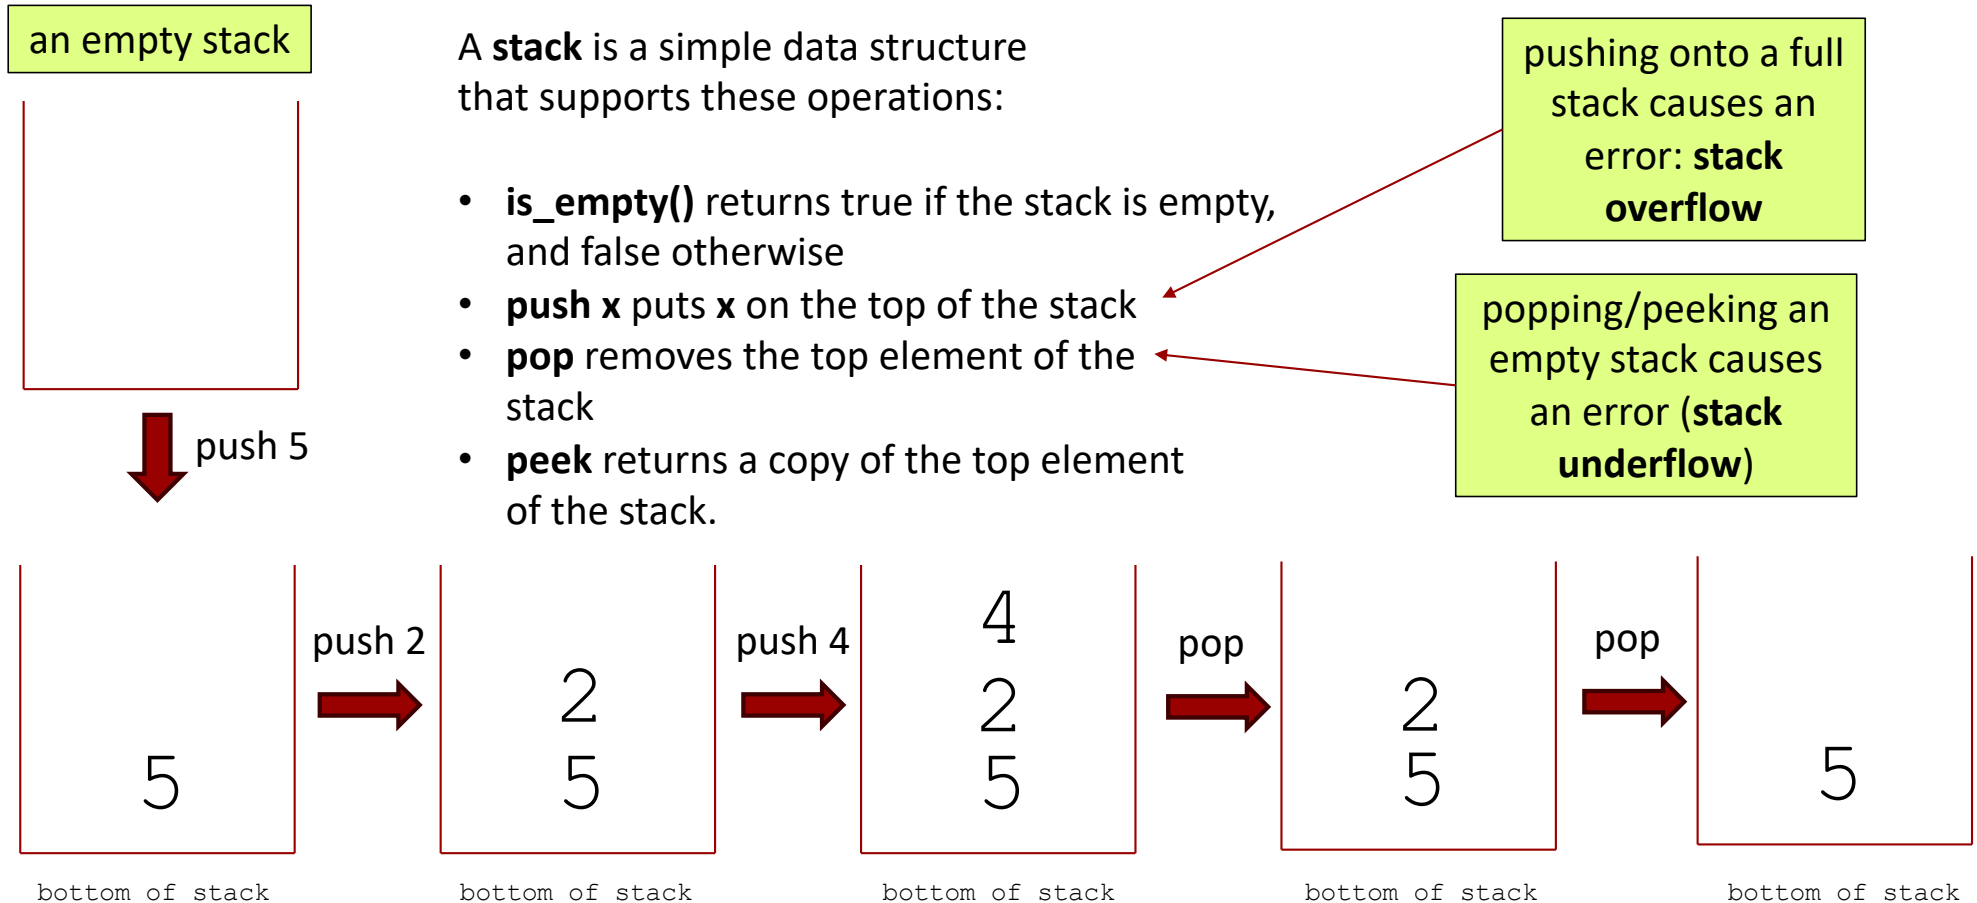 an empty stack
A stack is a simple data structure
that supports these operations:
• is_empty() returns true if the stack is empty,
and false otherwise
• push x puts x on the top of the stack
• pop removes the top element of the
stack
• peek returns a copy of the top element
of the stack.
pushing onto a full
stack causes an
error: stack
overflow
popping/peeking an
empty stack causes
an error (stack
underflow)
push 5
5
bottom of stack
push 2
2
5
bottom of stack
push 4
4
2
5
bottom of stack
pop
2
5
bottom of stack
pop
5
bottom of stack